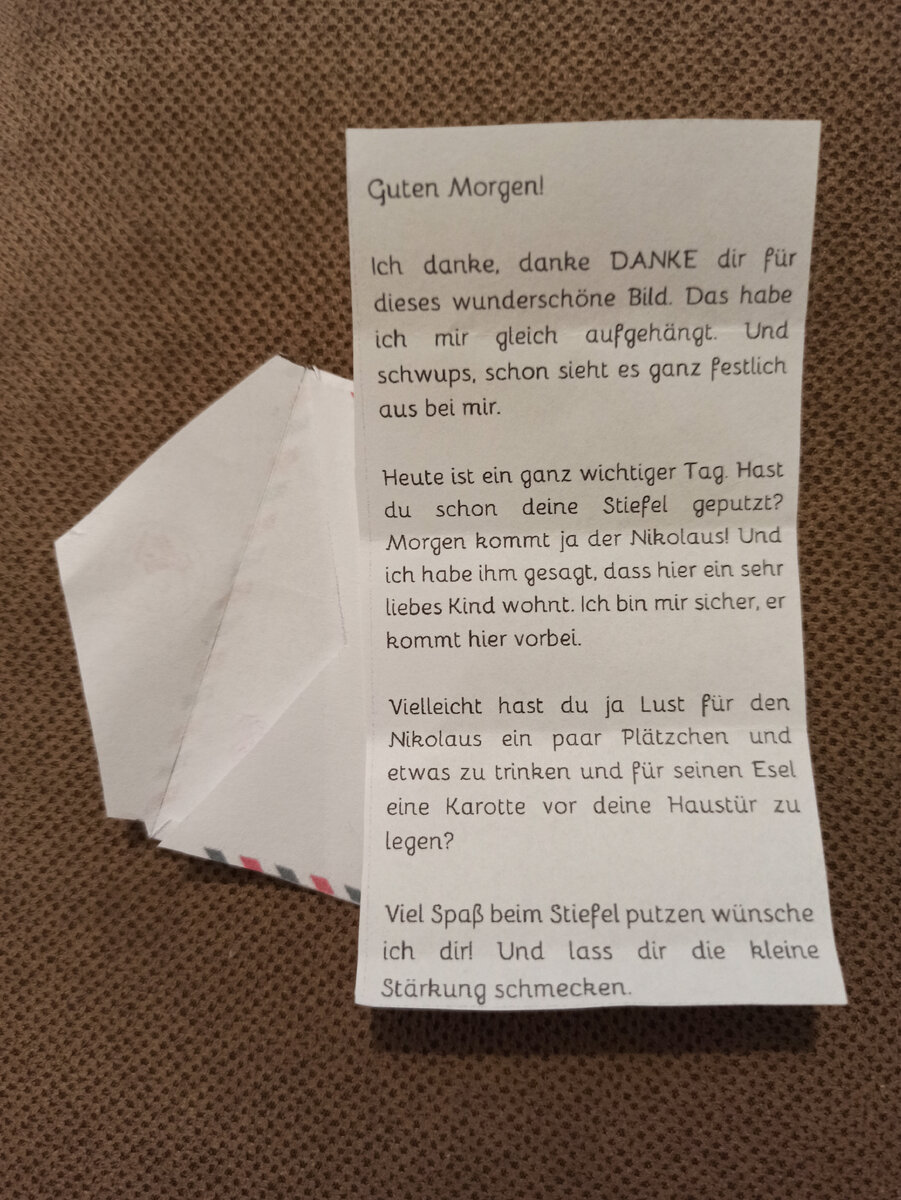 Guten Morgen!
Ich danke, danke DANKE dir für
dieses wunderschöne Bild. Das habe
ich mir gleich aufgehängt. Und
schwups, schon sieht es ganz festlich
aus bei mir.
Heute ist ein ganz wichtiger Tag. Hast
du schon deine Stiefel geputzt?
Morgen kommt ja der Nikolaus! Und
ich habe ihm gesagt, dass hier ein sehr
liebes Kind wohnt. Ich bin mir sicher, er
kommt hier vorbei.
Vielleicht hast du ja Lust für den
Nikolaus ein paar Plätzchen und
etwas zu trinken und für seinen Esel
eine Karotte vor deine Haustür zu
legen?
Viel Spaß beim Stiefel putzen wünsche
ich dir! Und lass dir die kleine
Stärkung schmecken.